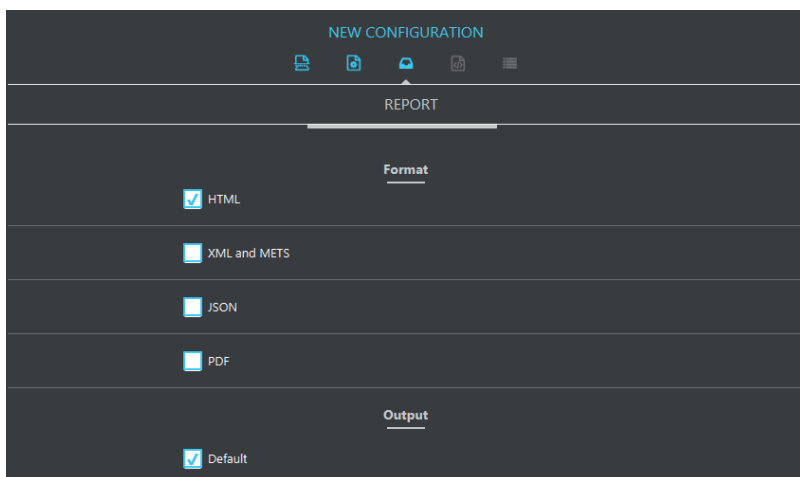 NEW CONFIGURATION
REPORT
Format
HTML
XML and METS
JSON
PDF
Output
Default